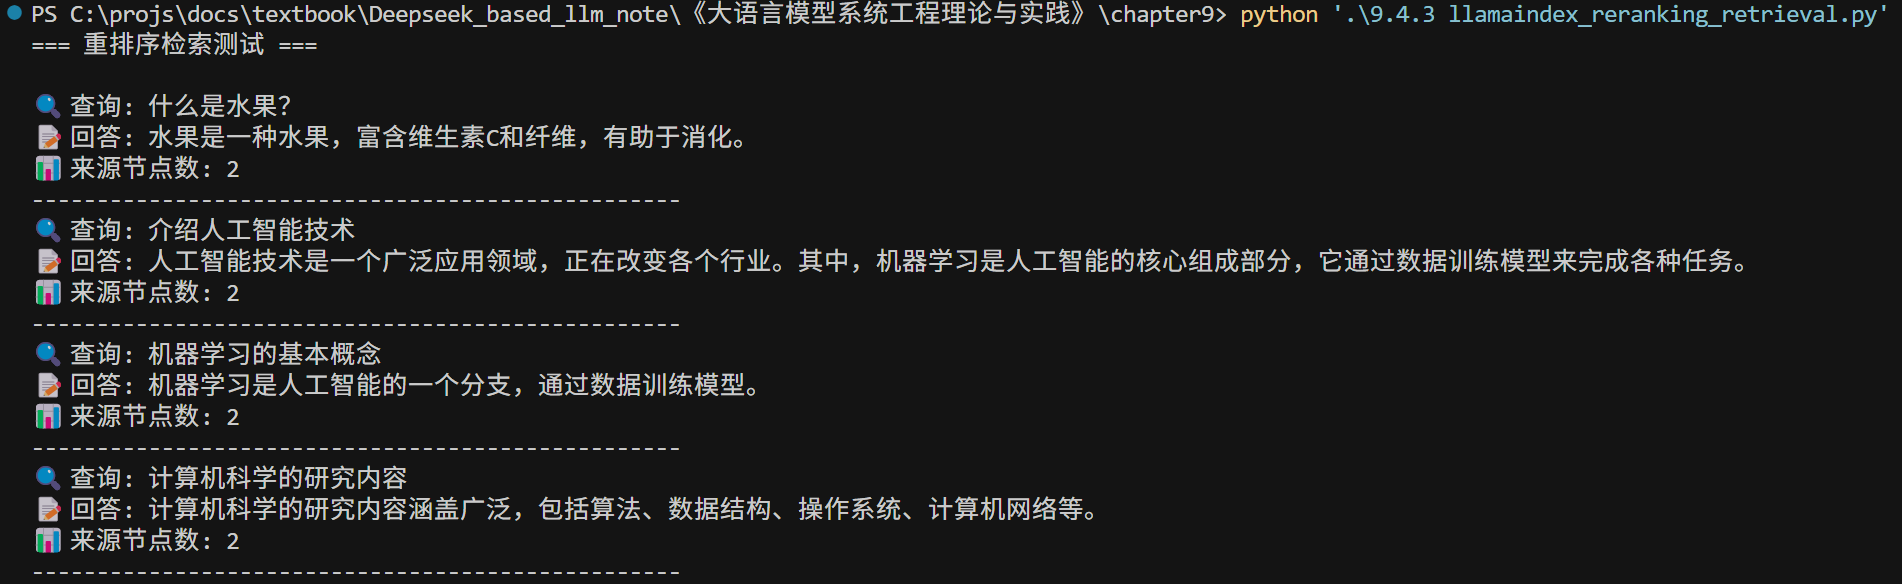 PS C:\projs\docs\textbook\Deepseek_based_llm_note\《大语言模型系统工程理论与实践》\chapter9> python '.\9.4.3 llamaindex_reranking_retrieval.py'
=== 重排序检索测试 ===
🔍 查询: 什么是水果?
📝 回答: 水果是一种水果，富含维生素C和纤维，有助于消化。
📊 来源节点数: 2
--------------------------------------------------
🔍 查询: 介绍人工智能技术
📝 回答: 人工智能技术是一个广泛应用领域，正在改变各个行业。其中，机器学习是人工智能的核心组成部分，它通过数据训练模型来完成各种任务。
📊 来源节点数: 2
--------------------------------------------------
🔍 查询: 机器学习的基本概念
📝 回答: 机器学习是人工智能的一个分支，通过数据训练模型。
📊 来源节点数: 2
--------------------------------------------------
🔍 查询: 计算机科学的研究内容
📝 回答: 计算机科学的研究内容涵盖广泛，包括算法、数据结构、操作系统、计算机网络等。
📊 来源节点数: 2
--------------------------------------------------